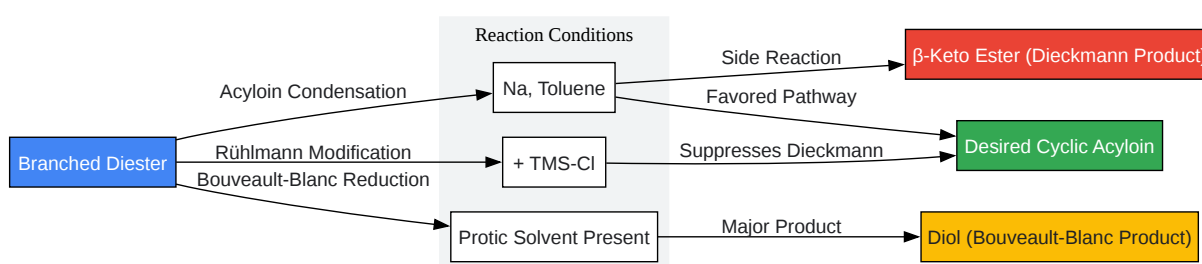 Reaction Conditions
β-Keto Ester (Dieckmann Product)
Side Reaction
Na, Toluene
Acyloin Condensation
Favored Pathway
Desired Cyclic Acyloin
Branched Diester
Rühlmann Modification
+ TMS-Cl
Suppresses Dieckmann
Bouveault-Blanc Reduction
Protic Solvent Present
Major Product
Diol (Bouveault-Blanc Product)